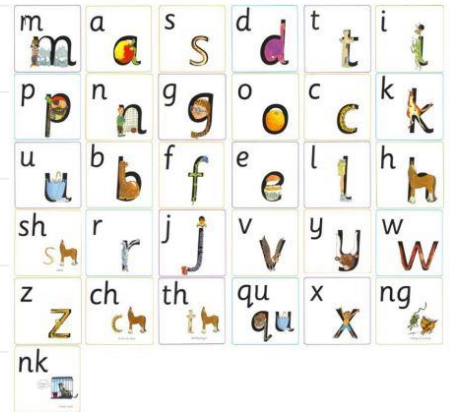 m a s d t i
p n g o c k
u b f e l h
sh r j v y w
z ch th qu x ng
nk